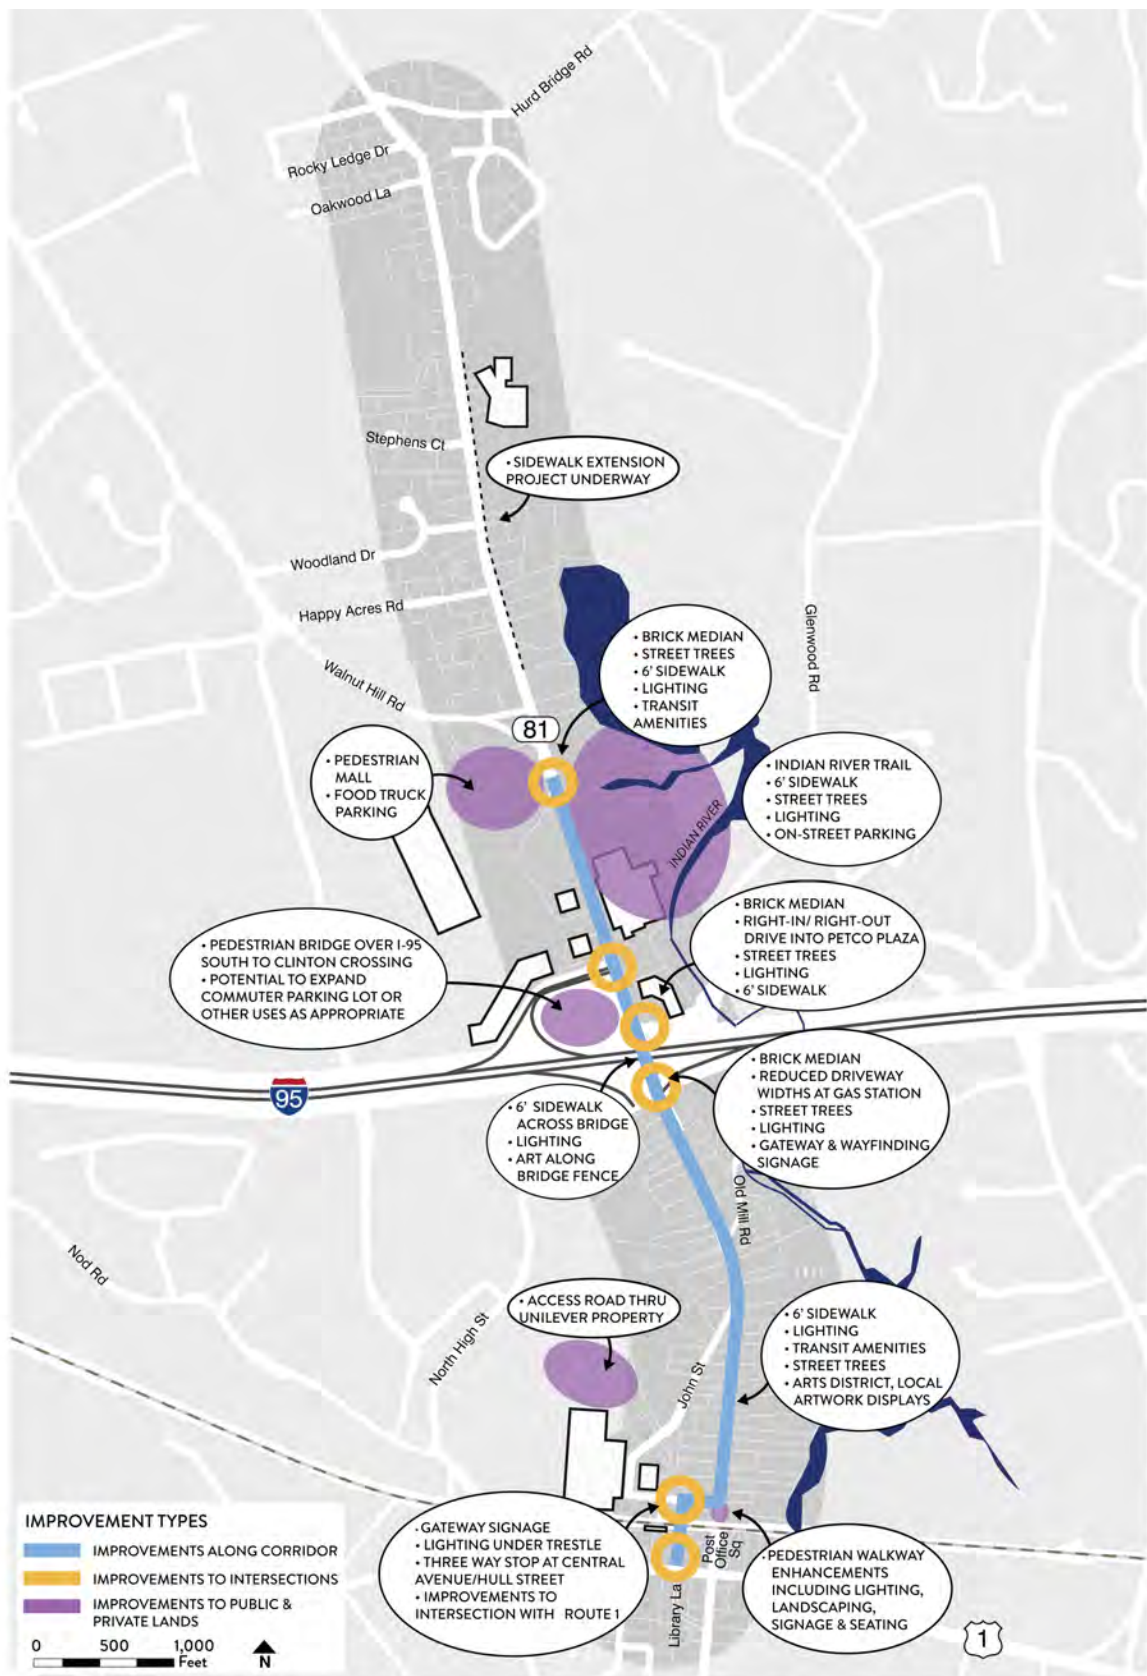 Hurd Bridge Rd
Rocky Ledge Dr
Oakwood La
Stephens Ct
• SIDEWALK EXTENSION
PROJECT UNDERWAY
Woodland Dr
Happy Acres Rd
Glenwood Rd
Walnut Hill Rd
• BRICK MEDIAN
• STREET TREES
• 6' SIDEWALK
• LIGHTING
• TRANSIT
AMENITIES
81
• PEDESTRIAN
MALL
• FOOD TRUCK
PARKING
• INDIAN RIVER TRAIL
• 6' SIDEWALK
• STREET TREES
• LIGHTING
• ON-STREET PARKING
INDIAN RIVER
• BRICK MEDIAN
• RIGHT-IN/ RIGHT-OUT
DRIVE INTO PETCO PLAZA
• STREET TREES
• LIGHTING
• 6' SIDEWALK
• PEDESTRIAN BRIDGE OVER I-95
SOUTH TO CLINTON CROSSING
• POTENTIAL TO EXPAND
COMMUTER PARKING LOT OR
OTHER USES AS APPROPRIATE
95
• BRICK MEDIAN
• REDUCED DRIVEWAY
WIDTHS AT GAS STATION
• STREET TREES
• LIGHTING
• GATEWAY & WAYFINDING
SIGNAGE
• 6' SIDEWALK
ACROSS BRIDGE
• LIGHTING
• ART ALONG
BRIDGE FENCE
Old Mill Rd
Nod Rd
North High St
• ACCESS ROAD THRU
UNILEVER PROPERTY
John St
• 6' SIDEWALK
• LIGHTING
• TRANSIT AMENITIES
• STREET TREES
• ARTS DISTRICT, LOCAL
ARTWORK DISPLAYS
IMPROVEMENT TYPES
IMPROVEMENTS ALONG CORRIDOR
IMPROVEMENTS TO INTERSECTIONS
IMPROVEMENTS TO PUBLIC &
PRIVATE LANDS
0 500 1,000
Feet
N
• GATEWAY SIGNAGE
• LIGHTING UNDER TRESTLE
• THREE WAY STOP AT CENTRAL
AVENUE/HULL STREET
• IMPROVEMENTS TO
INTERSECTION WITH ROUTE 1
Library La
Post
Office
Sq
• PEDESTRIAN WALKWAY
ENHANCEMENTS
INCLUDING LIGHTING,
LANDSCAPING,
SIGNAGE & SEATING
1